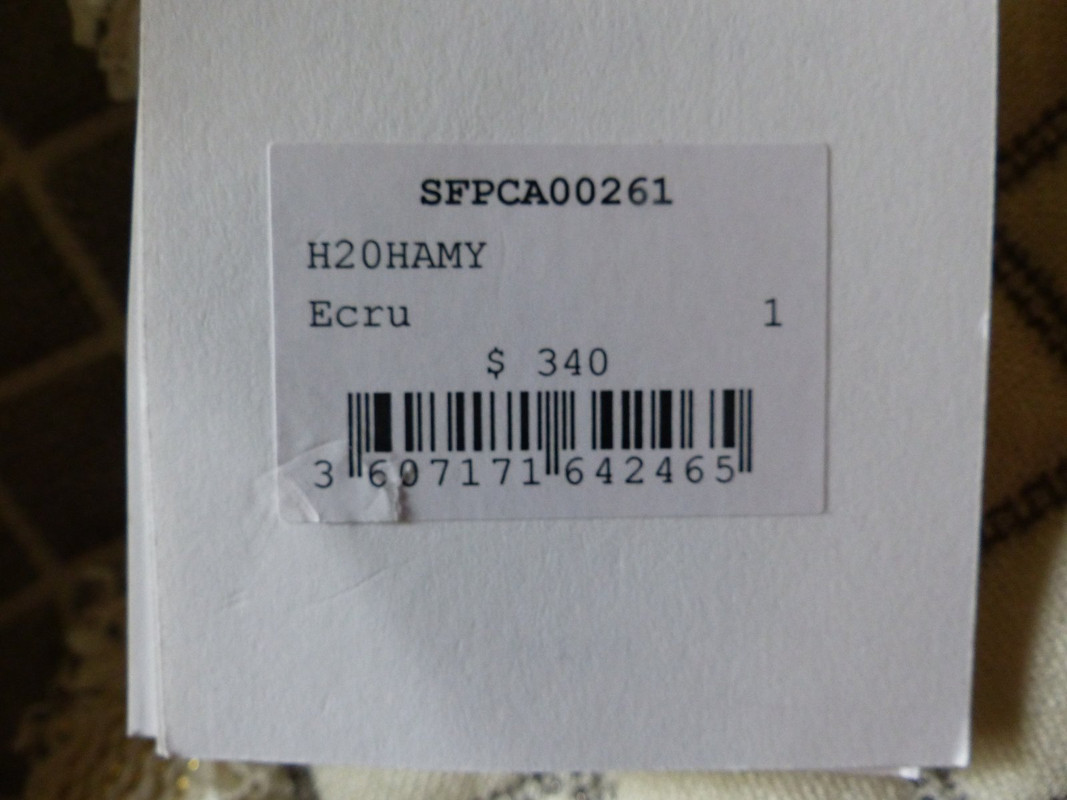 SFPCA00261
H20HAMY
Ecru 1
$ 340
3 607171 642465